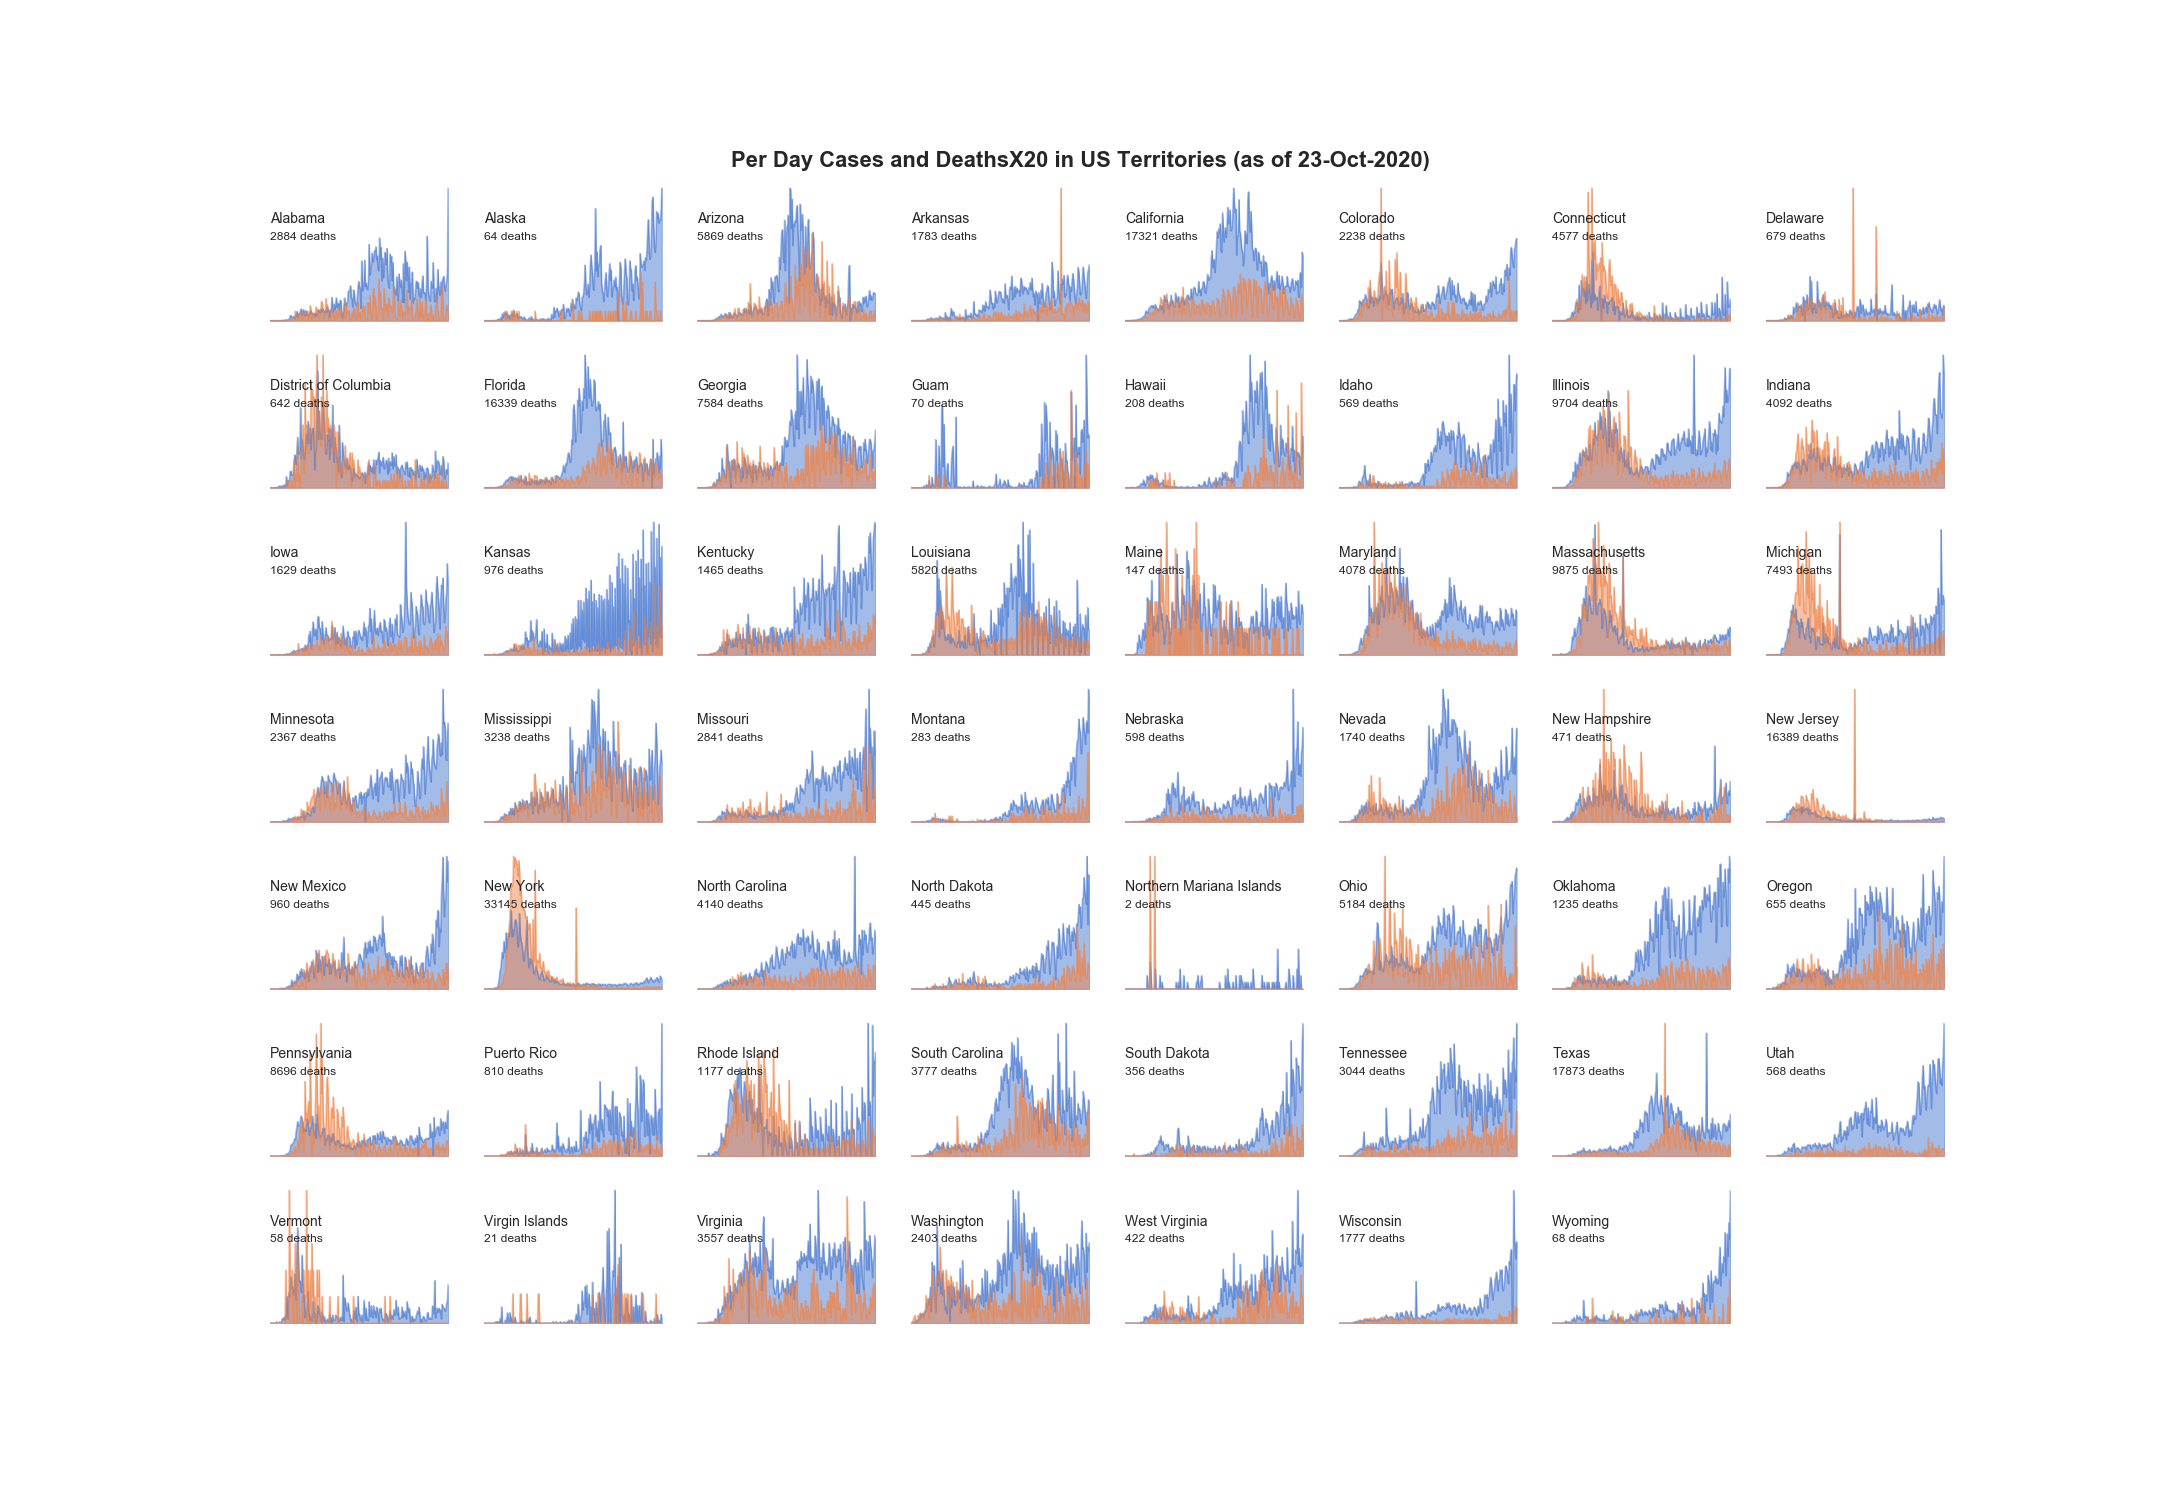 Per Day Cases and DeathsX20 in US Territories (as of 23-Oct-2020)
Alabama
2884 deaths
Alaska
64 deaths
Arizona
5869 deaths
Arkansas
1783 deaths
California
17321 deaths
Colorado
2238 deaths
Connecticut
4577 deaths
Delaware
679 deaths
District of Columbia
642 deaths
Florida
16339 deaths
Georgia
7584 deaths
Guam
70 deaths
Hawaii
208 deaths
Idaho
569 deaths
Illinois
9704 deaths
Indiana
4092 deaths
Iowa
1629 deaths
Kansas
976 deaths
Kentucky
1465 deaths
Louisiana
5820 deaths
Maine
147 deaths
Maryland
4078 deaths
Massachusetts
9875 deaths
Michigan
7493 deaths
Minnesota
2367 deaths
Mississippi
3238 deaths
Missouri
2841 deaths
Montana
283 deaths
Nebraska
598 deaths
Nevada
1740 deaths
New Hampshire
471 deaths
New Jersey
16389 deaths
New Mexico
960 deaths
New York
33145 deaths
North Carolina
4140 deaths
North Dakota
445 deaths
Northern Mariana Islands
2 deaths
Ohio
5184 deaths
Oklahoma
1235 deaths
Oregon
655 deaths
Pennsylvania
8696 deaths
Puerto Rico
810 deaths
Rhode Island
1177 deaths
South Carolina
3777 deaths
South Dakota
356 deaths
Tennessee
3044 deaths
Texas
17873 deaths
Utah
568 deaths
Vermont
58 deaths
Virgin Islands
21 deaths
Virginia
3557 deaths
Washington
2403 deaths
West Virginia
422 deaths
Wisconsin
1777 deaths
Wyoming
68 deaths